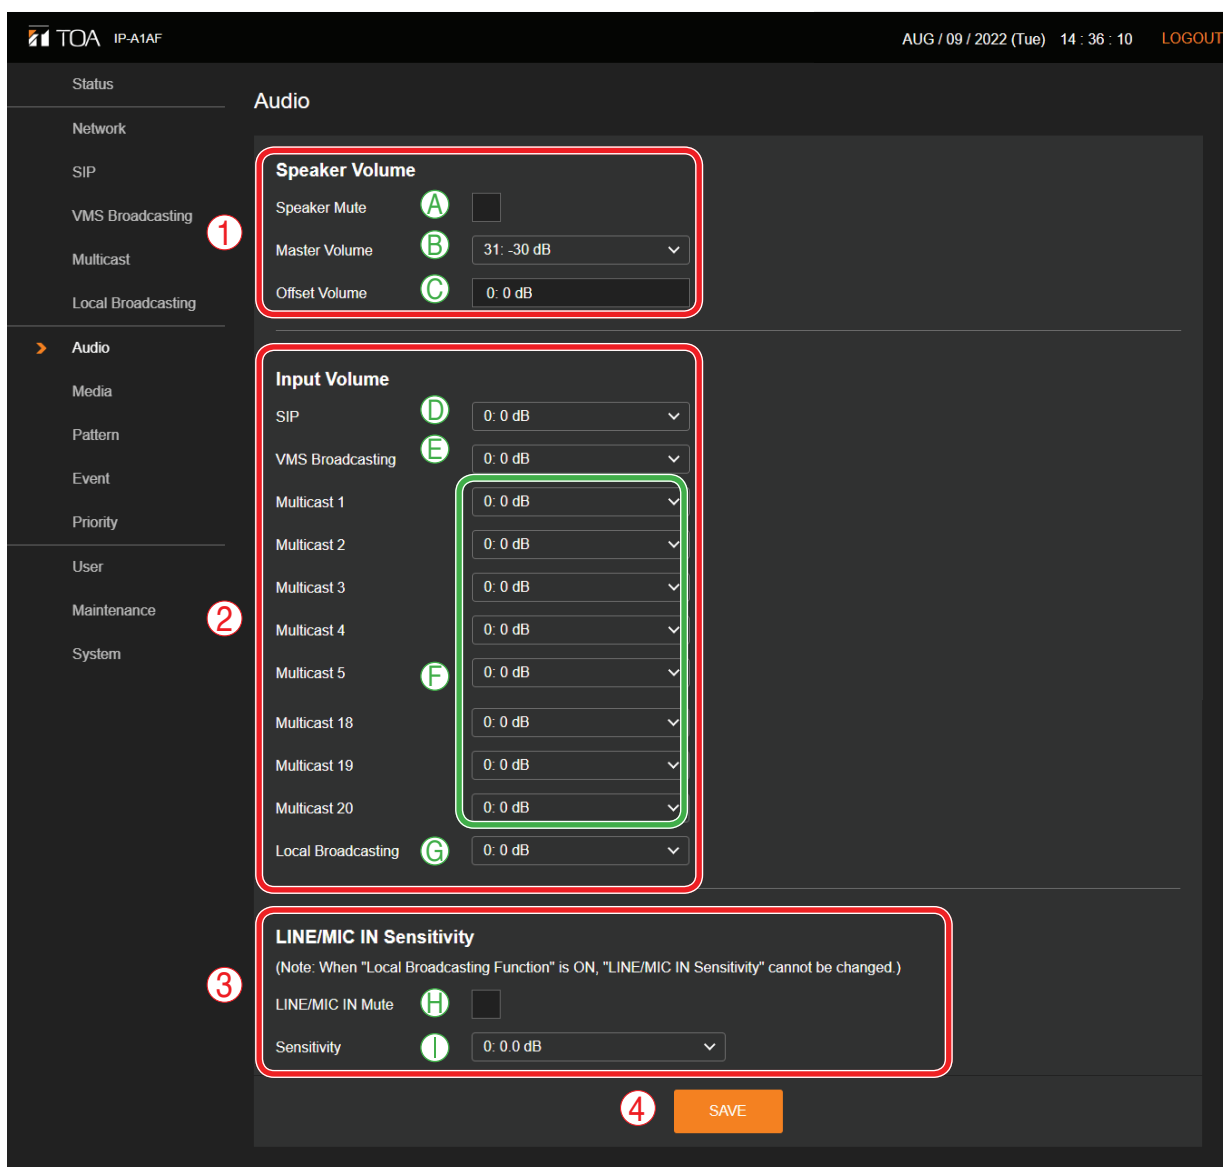 TOA IP-A1AF AUG / 09 / 2022 (Tue) 14 : 36 : 10 LOGOUT
Status
Network
SIP
VMS Broadcasting
Multicast
Local Broadcasting
Audio
Media
Pattern
Event
Priority
User
Maintenance
System
Audio
1
Speaker Volume
Speaker Mute A
Master Volume B 31: -30 dB
Offset Volume C 0: 0 dB
2
Input Volume
SIP D 0: 0 dB
VMS Broadcasting E 0: 0 dB
Multicast 1 0: 0 dB
Multicast 2 0: 0 dB
Multicast 3 0: 0 dB
Multicast 4 0: 0 dB
Multicast 5 F 0: 0 dB
Multicast 18 0: 0 dB
Multicast 19 0: 0 dB
Multicast 20 0: 0 dB
Local Broadcasting G 0: 0 dB
3
LINE/MIC IN Sensitivity
(Note: When "Local Broadcasting Function" is ON, "LINE/MIC IN Sensitivity" cannot be changed.)
LINE/MIC IN Mute H
Sensitivity I 0: 0.0 dB
4 SAVE